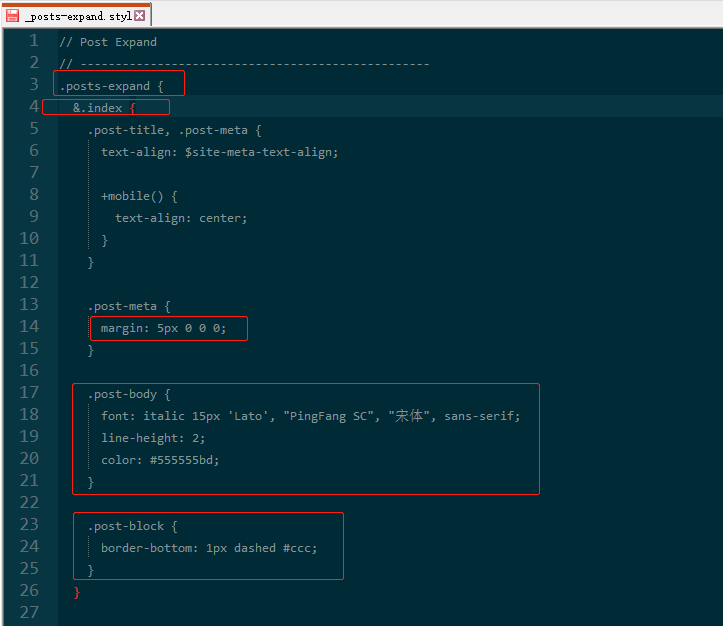 _posts-expand.styl
1 // Post Expand
2 // --------------------------------------------------
3 .posts-expand {
4 &.index {
5 .post-title, .post-meta {
6 text-align: $site-meta-text-align;
7
8 +mobile() {
9 text-align: center;
10 }
11 }
12
13 .post-meta {
14 margin: 5px 0 0 0;
15 }
16
17 .post-body {
18 font: italic 15px 'Lato', "PingFang SC", "宋体", sans-serif;
19 line-height: 2;
20 color: #555555bd;
21 }
22
23 .post-block {
24 border-bottom: 1px dashed #ccc;
25 }
26 }
27